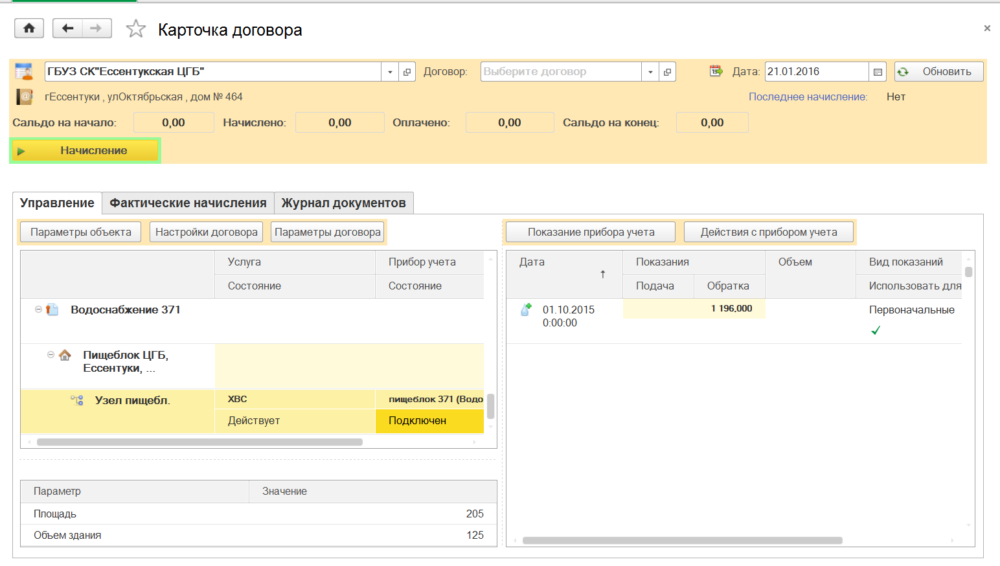 Карточка договора
ГБУЗ СК"Ессентукская ЦГБ"
Договор:
Выберите договор
Дата:
21.01.2016
Обновить
гЕссентуки , улОктябрьская , дом № 464
Последнее начисление:
Нет
Сальдо на начало:
0,00
Начислено:
0,00
Оплачено:
0,00
Сальдо на конец:
0,00
Начисление
Управление
Фактические начисления
Журнал документов
Параметры объекта
Настройки договора
Параметры договора
Услуга
Прибор учета
Состояние
Состояние
Водоснабжение 371
Пищеблок ЦГБ,
Ессентуки, ...
Узел пищебл.
ХВС
пищеблок 371 (Водо
Действует
Подключен
Параметр
Значение
Площадь
205
Объем здания
125
Показание прибора учета
Действия с прибором учета
Дата
Показания
Объем
Вид показаний
Подача
Обратка
Использовать для
01.10.2015
0:00:00
1 196,000
Первоначальные